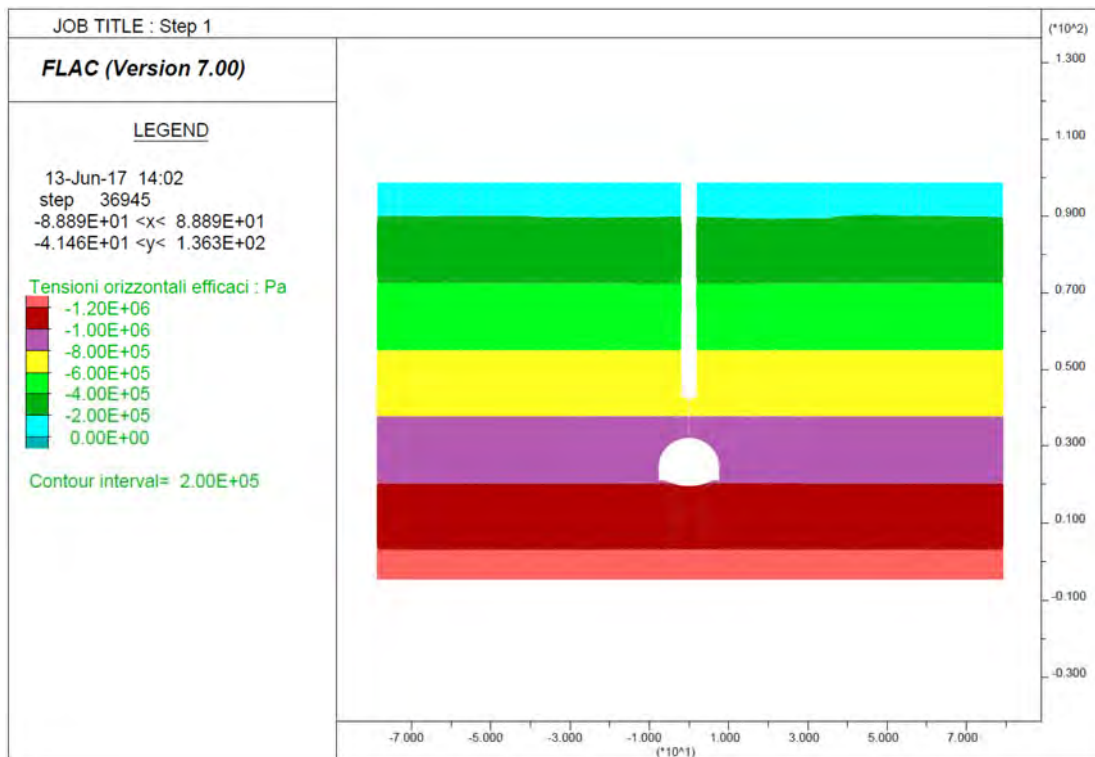 JOB TITLE : Step 1
FLAC (Version 7.00)
LEGEND
13-Jun-17 14:02
step 36945
-8.889E+01 <x< 8.889E+01
-4.146E+01 <y< 1.363E+02
Tensioni orizzontali efficaci : Pa
-1.20E+06
-1.00E+06
-8.00E+05
-6.00E+05
-4.00E+05
-2.00E+05
0.00E+00
Contour interval= 2.00E+05
(*10^2)
1.300
1.100
0.900
0.700
0.500
0.300
0.100
-0.100
-0.300
-7.000 -5.000 -3.000 -1.000 1.000 3.000 5.000 7.000
(*10^1)